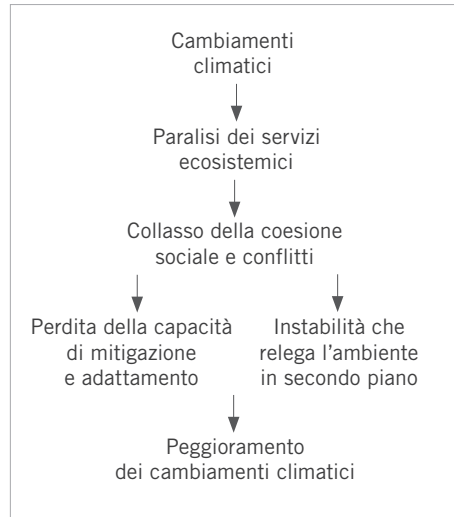 Cambiamenti
climatici
Paralisi dei servizi
ecosistemici
Collasso della coesione
sociale e conflitti
Perdita della capacità
di mitigazione
e adattamento
Instabilità che
relega l’ambiente
in secondo piano
Peggioramento
dei cambiamenti climatici